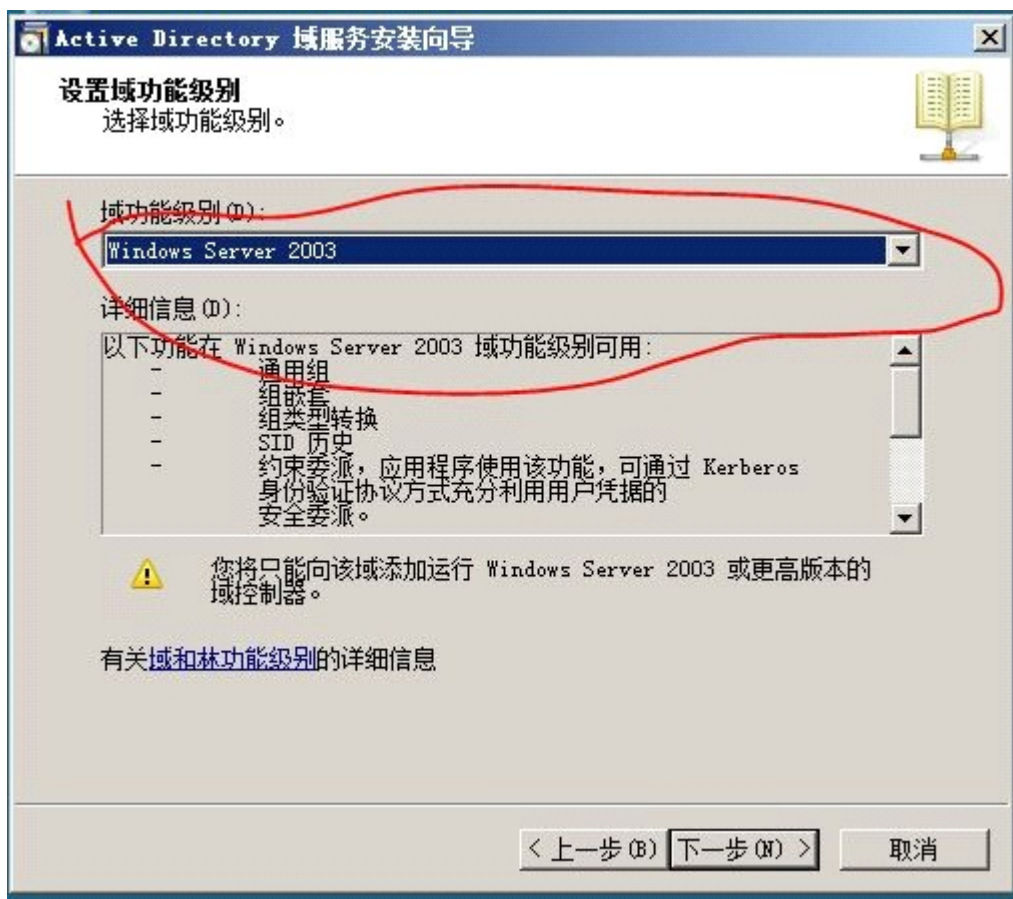 Active Directory 域服务安装向导
设置域功能级别
选择域功能级别。
域功能级别(D):
Windows Server 2003
详细信息(D):
以下功能在 Windows Server 2003 域功能级别可用:
- 通用组
- 组嵌套
- 组类型转换
- SID 历史
- 约束委派，应用程序使用该功能，可通过 Kerberos
身份验证协议方式充分利用用户凭据的
安全委派。
您将只能向该域添加运行 Windows Server 2003 或更高版本的
域控制器。
有关域和林功能级别的详细信息
< 上一步(B)
下一步(N) >
取消